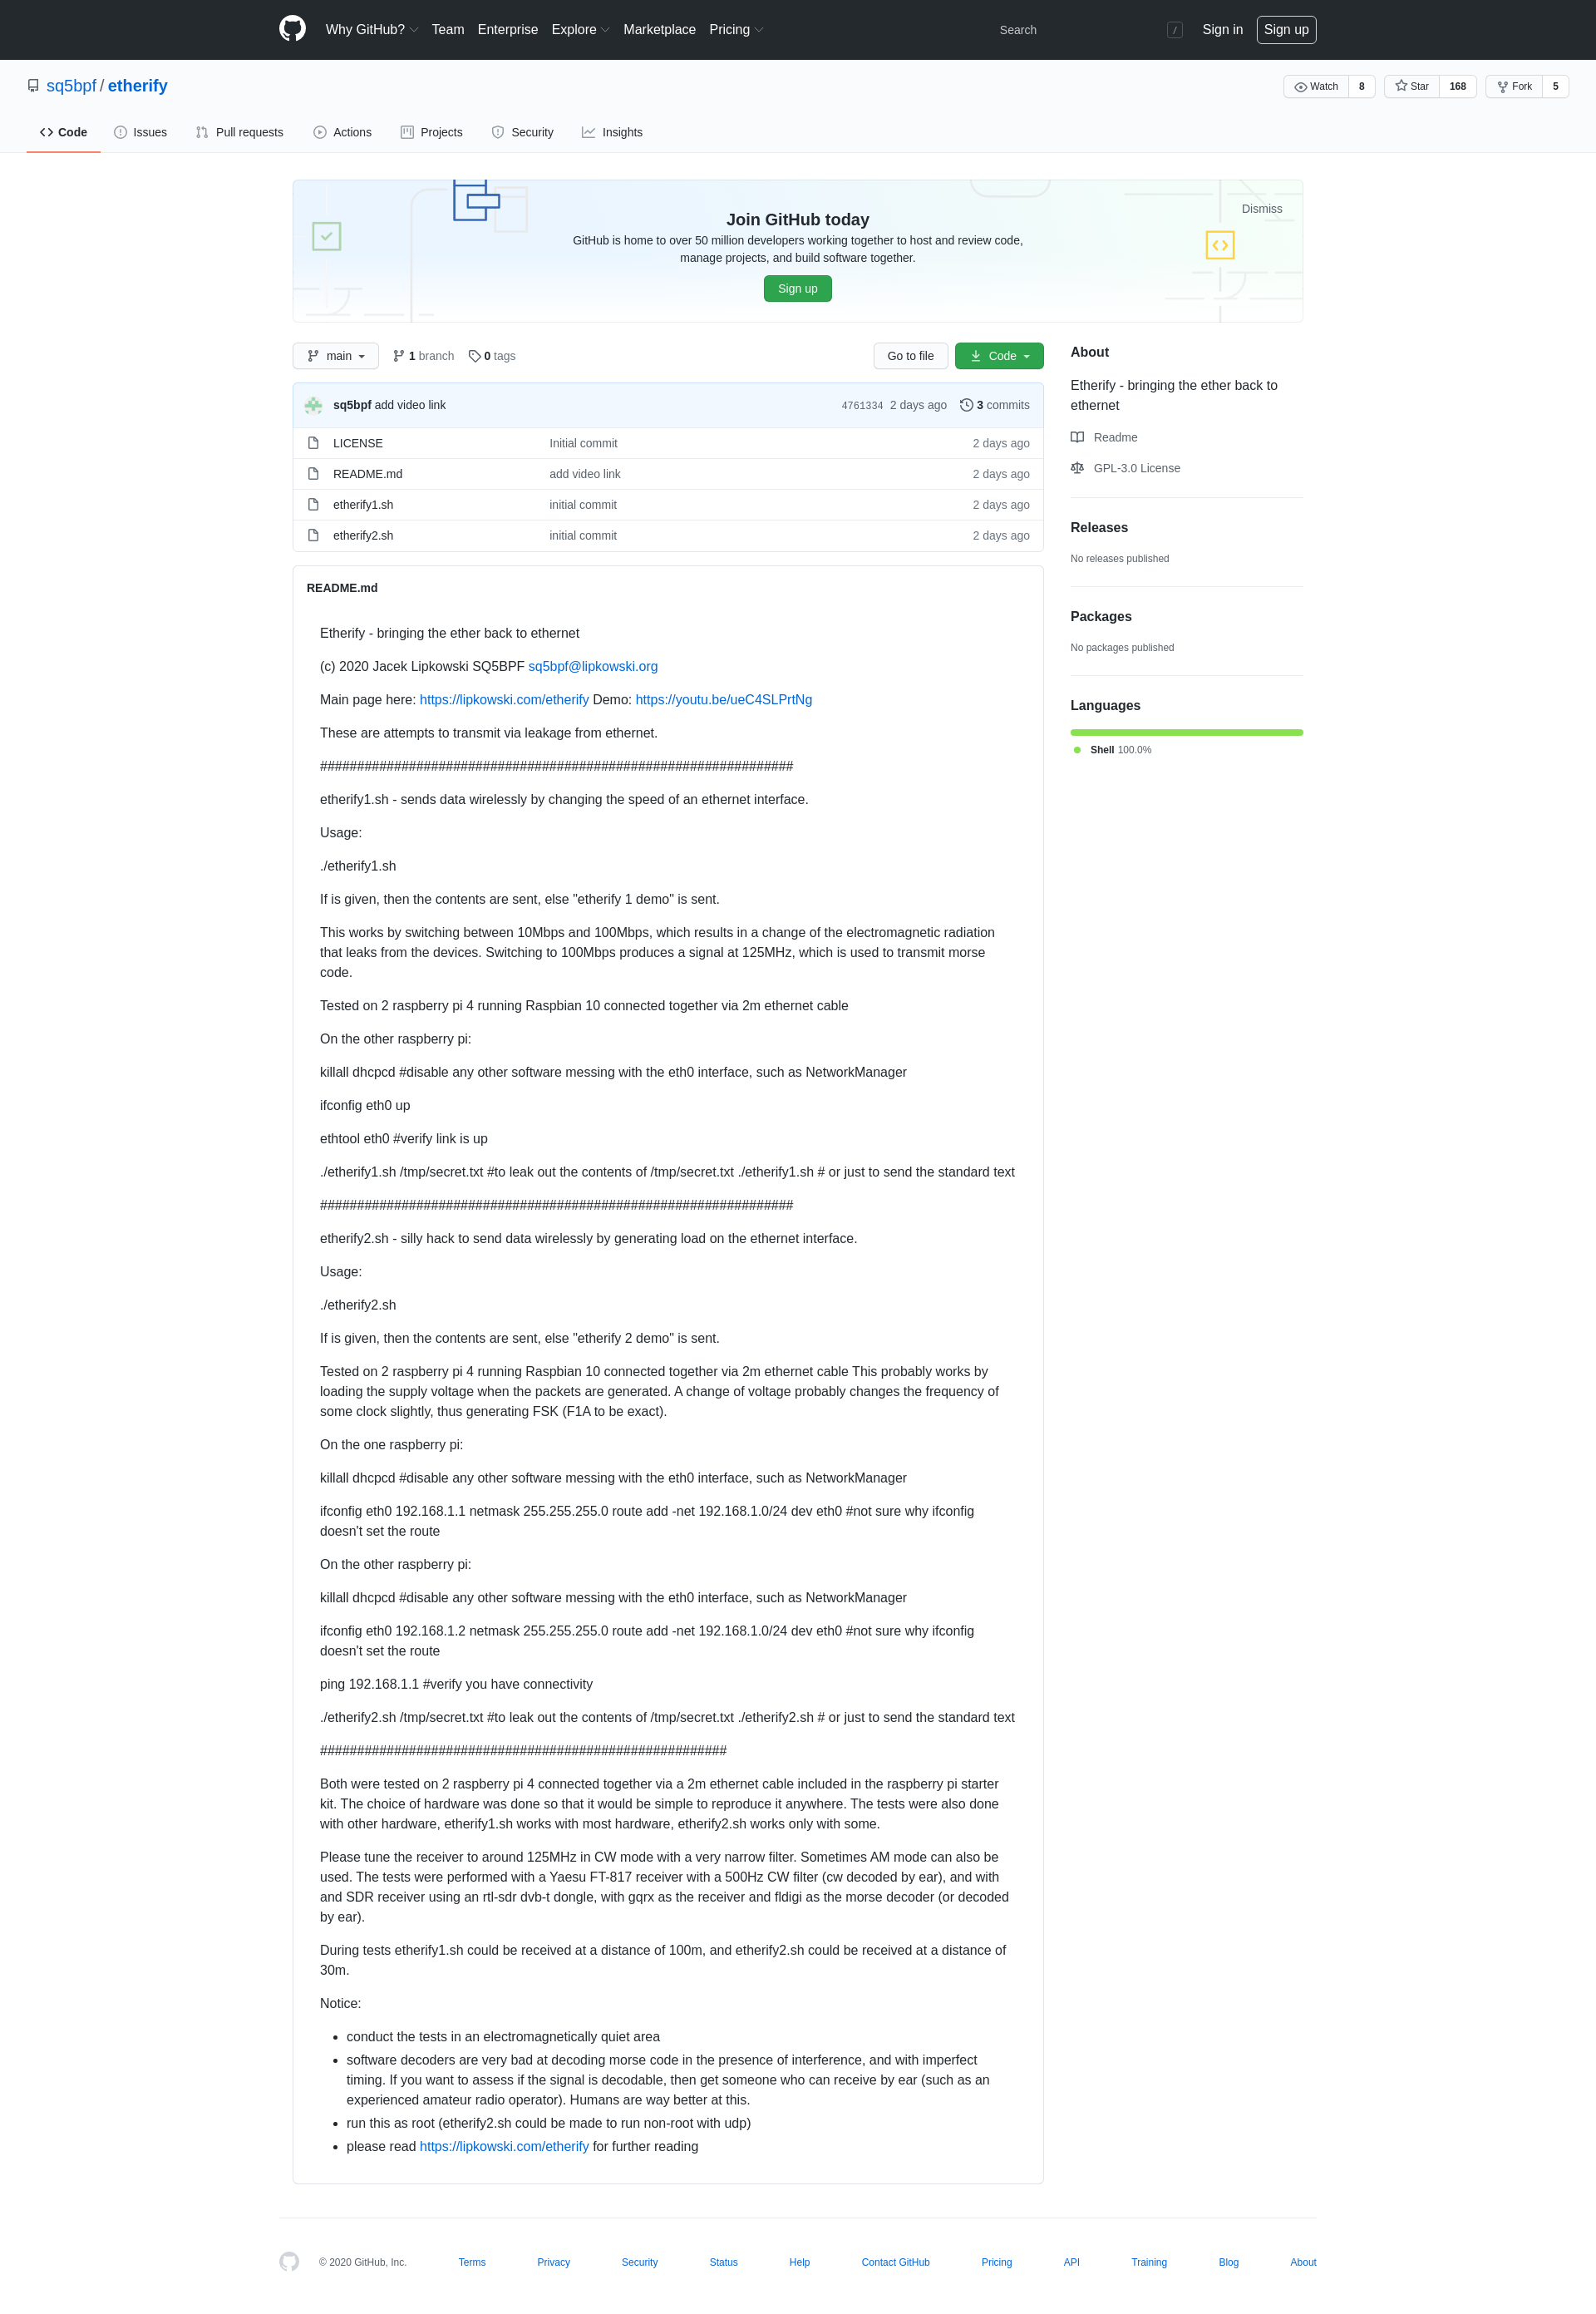 Why GitHub? Team Enterprise Explore Marketplace Pricing Search / Sign in Sign up
sq5bpf / etherify Watch 8 Star 168 Fork 5
Code Issues Pull requests Actions Projects Security Insights
Dismiss
Join GitHub today
GitHub is home to over 50 million developers working together to host and review code,
manage projects, and build software together.
Sign up
main 1 branch 0 tags Go to file Code
sq5bpf add video link 4761334 2 days ago 3 commits
LICENSE Initial commit 2 days ago
README.md add video link 2 days ago
etherify1.sh initial commit 2 days ago
etherify2.sh initial commit 2 days ago
README.md
Etherify - bringing the ether back to ethernet
(c) 2020 Jacek Lipkowski SQ5BPF sq5bpf@lipkowski.org
Main page here: https://lipkowski.com/etherify Demo: https://youtu.be/ueC4SLPrtNg
These are attempts to transmit via leakage from ethernet.
################################################################
etherify1.sh - sends data wirelessly by changing the speed of an ethernet interface.
Usage:
./etherify1.sh
If is given, then the contents are sent, else "etherify 1 demo" is sent.
This works by switching between 10Mbps and 100Mbps, which results in a change of the electromagnetic radiation
that leaks from the devices. Switching to 100Mbps produces a signal at 125MHz, which is used to transmit morse
code.
Tested on 2 raspberry pi 4 running Raspbian 10 connected together via 2m ethernet cable
On the other raspberry pi:
killall dhcpcd #disable any other software messing with the eth0 interface, such as NetworkManager
ifconfig eth0 up
ethtool eth0 #verify link is up
./etherify1.sh /tmp/secret.txt #to leak out the contents of /tmp/secret.txt ./etherify1.sh # or just to send the standard text
################################################################
etherify2.sh - silly hack to send data wirelessly by generating load on the ethernet interface.
Usage:
./etherify2.sh
If is given, then the contents are sent, else "etherify 2 demo" is sent.
Tested on 2 raspberry pi 4 running Raspbian 10 connected together via 2m ethernet cable This probably works by
loading the supply voltage when the packets are generated. A change of voltage probably changes the frequency of
some clock slightly, thus generating FSK (F1A to be exact).
On the one raspberry pi:
killall dhcpcd #disable any other software messing with the eth0 interface, such as NetworkManager
ifconfig eth0 192.168.1.1 netmask 255.255.255.0 route add -net 192.168.1.0/24 dev eth0 #not sure why ifconfig
doesn't set the route
On the other raspberry pi:
killall dhcpcd #disable any other software messing with the eth0 interface, such as NetworkManager
ifconfig eth0 192.168.1.2 netmask 255.255.255.0 route add -net 192.168.1.0/24 dev eth0 #not sure why ifconfig
doesn't set the route
ping 192.168.1.1 #verify you have connectivity
./etherify2.sh /tmp/secret.txt #to leak out the contents of /tmp/secret.txt ./etherify2.sh # or just to send the standard text
#######################################################
Both were tested on 2 raspberry pi 4 connected together via a 2m ethernet cable included in the raspberry pi starter
kit. The choice of hardware was done so that it would be simple to reproduce it anywhere. The tests were also done
with other hardware, etherify1.sh works with most hardware, etherify2.sh works only with some.
Please tune the receiver to around 125MHz in CW mode with a very narrow filter. Sometimes AM mode can also be
used. The tests were performed with a Yaesu FT-817 receiver with a 500Hz CW filter (cw decoded by ear), and with
and SDR receiver using an rtl-sdr dvb-t dongle, with gqrx as the receiver and fldigi as the morse decoder (or decoded
by ear).
During tests etherify1.sh could be received at a distance of 100m, and etherify2.sh could be received at a distance of
30m.
Notice:
• conduct the tests in an electromagnetically quiet area
• software decoders are very bad at decoding morse code in the presence of interference, and with imperfect
timing. If you want to assess if the signal is decodable, then get someone who can receive by ear (such as an
experienced amateur radio operator). Humans are way better at this.
• run this as root (etherify2.sh could be made to run non-root with udp)
• please read https://lipkowski.com/etherify for further reading
About
Etherify - bringing the ether back to
ethernet
Readme
GPL-3.0 License
Releases
No releases published
Packages
No packages published
Languages
Shell 100.0%
© 2020 GitHub, Inc. Terms Privacy Security Status Help Contact GitHub Pricing API Training Blog About